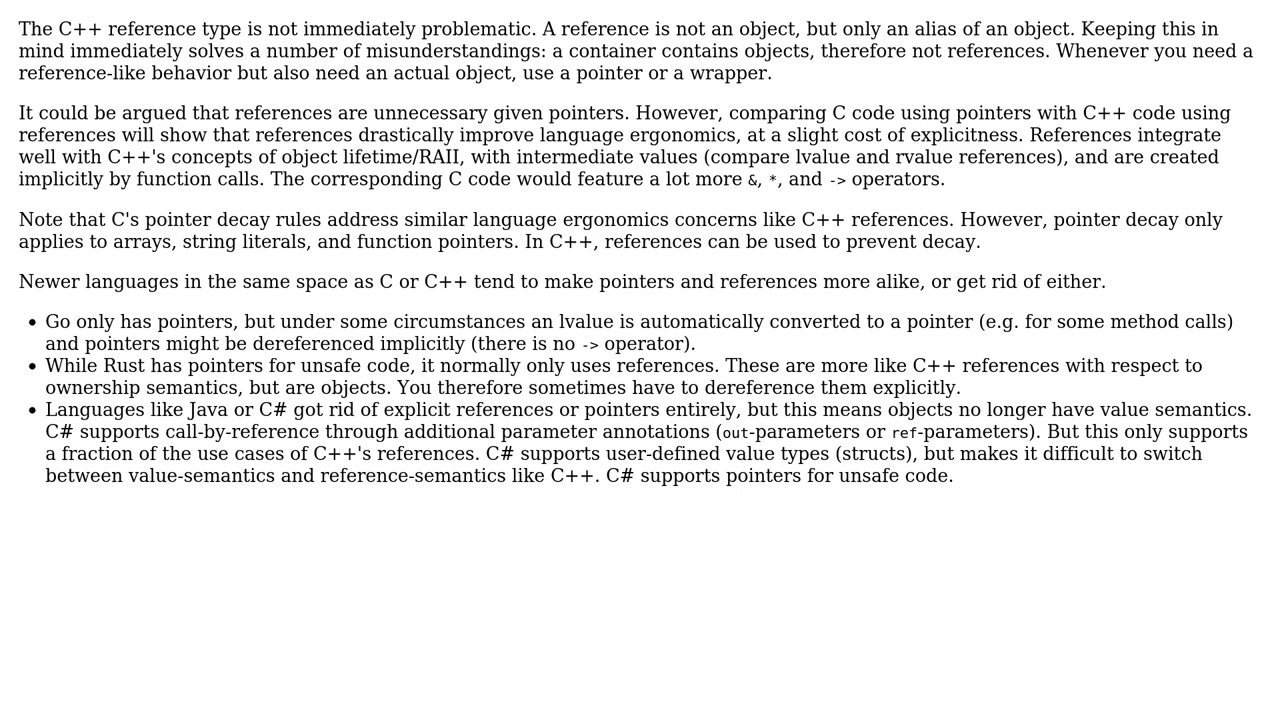 The C++ reference type is not immediately problematic. A reference is not an object, but only an alias of an object. Keeping this in
mind immediately solves a number of misunderstandings: a container contains objects, therefore not references. Whenever you need a
reference-like behavior but also need an actual object, use a pointer or a wrapper.
It could be argued that references are unnecessary given pointers. However, comparing C code using pointers with C++ code using
references will show that references drastically improve language ergonomics, at a slight cost of explicitness. References integrate
well with C++'s concepts of object lifetime/RAII, with intermediate values (compare lvalue and rvalue references), and are created
implicitly by function calls. The corresponding C code would feature a lot more &, *, and -> operators.
Note that C's pointer decay rules address similar language ergonomics concerns like C++ references. However, pointer decay only
applies to arrays, string literals, and function pointers. In C++, references can be used to prevent decay.
Newer languages in the same space as C or C++ tend to make pointers and references more alike, or get rid of either.
• Go only has pointers, but under some circumstances an lvalue is automatically converted to a pointer (e.g. for some method calls)
and pointers might be dereferenced implicitly (there is no -> operator).
• While Rust has pointers for unsafe code, it normally only uses references. These are more like C++ references with respect to
ownership semantics, but are objects. You therefore sometimes have to dereference them explicitly.
• Languages like Java or C# got rid of explicit references or pointers entirely, but this means objects no longer have value semantics.
C# supports call-by-reference through additional parameter annotations (out-parameters or ref-parameters). But this only supports
a fraction of the use cases of C++'s references. C# supports user-defined value types (structs), but makes it difficult to switch
between value-semantics and reference-semantics like C++. C# supports pointers for unsafe code.